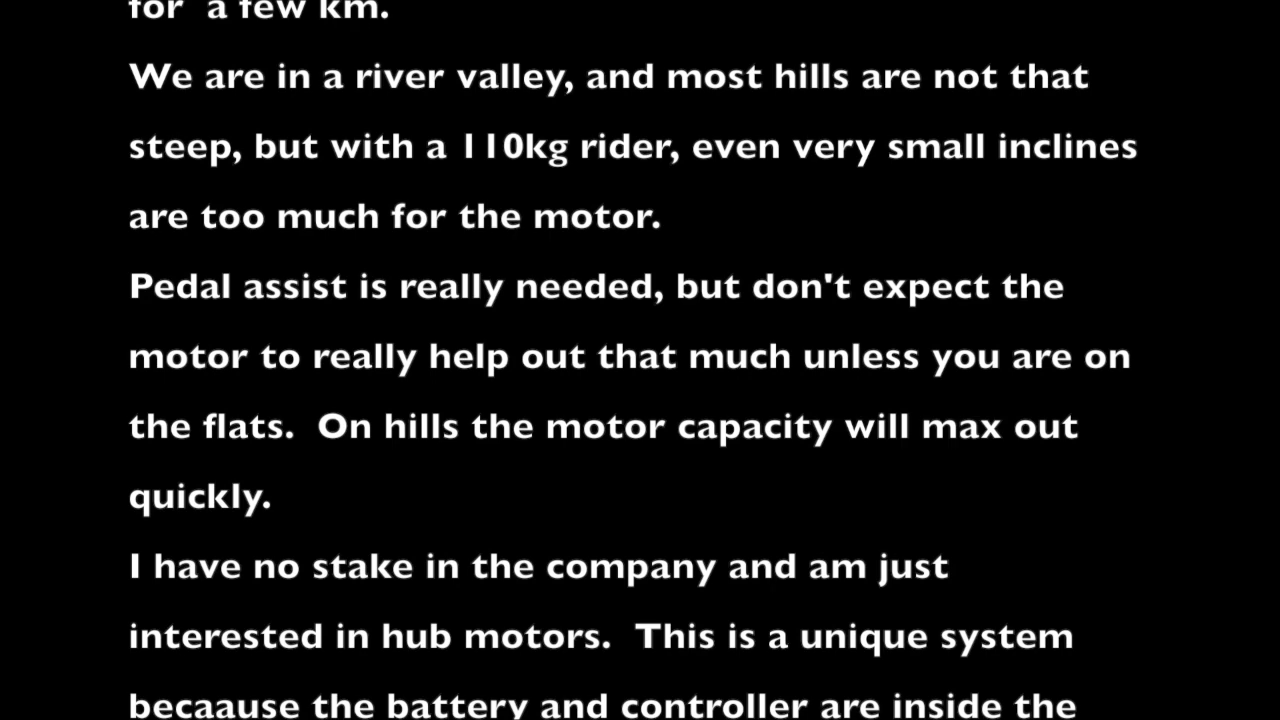 for  a few km.
We are in a river valley, and most hills are not that
steep, but with a 110kg rider, even very small inclines
are too much for the motor.
Pedal assist is really needed, but don't expect the
motor to really help out that much unless you are on
the flats.  On hills the motor capacity will max out
quickly.
I have no stake in the company and am just
interested in hub motors.  This is a unique system
becaause the battery and controller are inside the